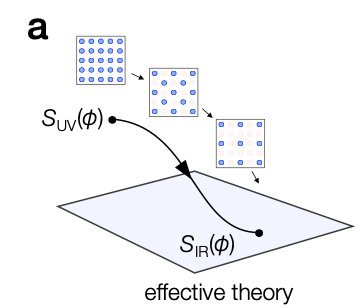 a
S_UV(ϕ)
S_IR(ϕ)
effective theory